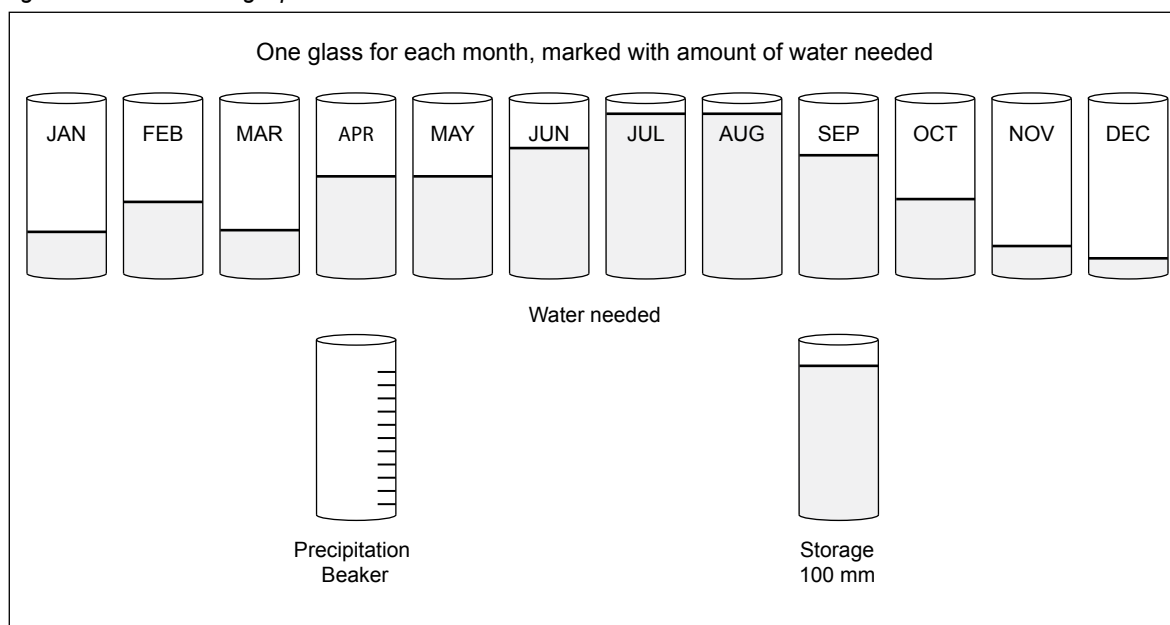 One glass for each month, marked with amount of water needed
JAN FEB MAR APR MAY JUN JUL AUG SEP OCT NOV DEC
Water needed
Precipitation
Beaker
Storage
100 mm